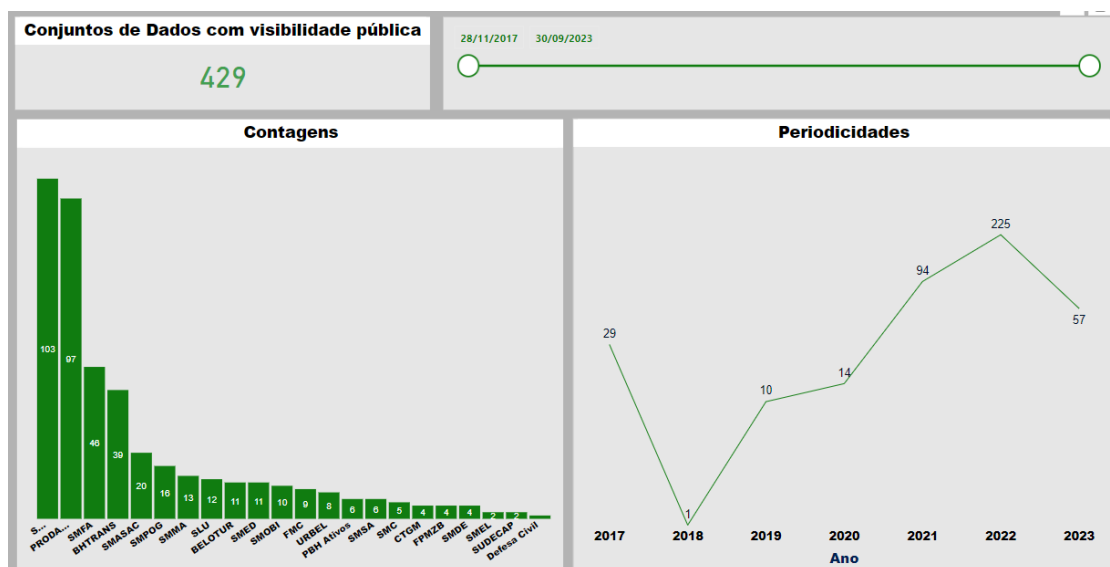 Conjuntos de Dados com visibilidade pública
429
28/11/2017 30/09/2023
Contagens
103
97
46
39
20
16
13
12
11
11
10
9
8
6
6
5
4
4
4
2
2
S...
PRODA...
SMFA
BHTRANS
SMASAC
SMPOG
SMMA
SLU
BELOTUR
SMED
SMOBI
FMC
URBEL
PBH Ativos
SMSA
SMC
CTGM
FPMZB
SMDE
SMEL
SUDECAP
Defesa Civil
Periodicidades
29
1
10
14
94
225
57
2017 2018 2019 2020 2021 2022 2023
Ano